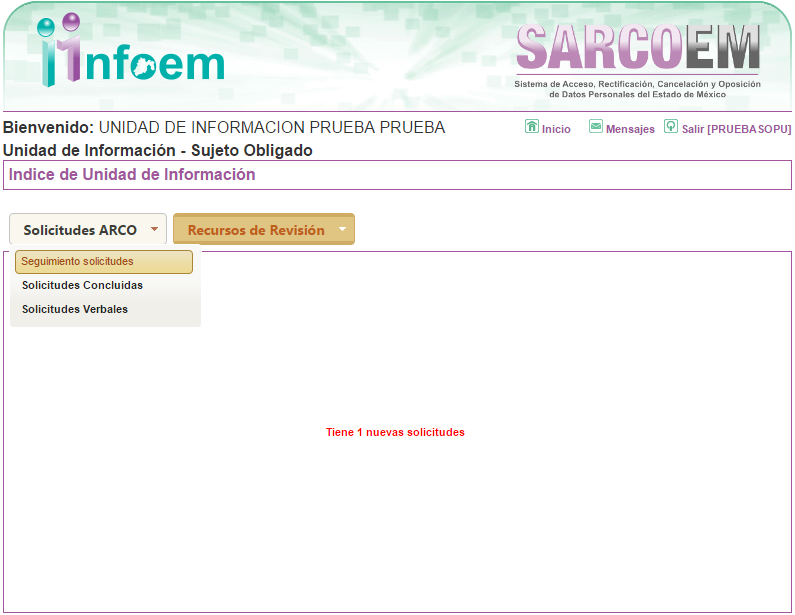 infoem
SARCOEM
Sistema de Acceso, Rectificación, Cancelación y Oposición
de Datos Personales del Estado de México
Bienvenido: UNIDAD DE INFORMACION PRUEBA PRUEBA
Inicio Mensajes Salir [PRUEBASOPU]
Unidad de Información - Sujeto Obligado
Indice de Unidad de Información
Solicitudes ARCO Recursos de Revisión
Seguimiento solicitudes
Solicitudes Concluidas
Solicitudes Verbales
Tiene 1 nuevas solicitudes